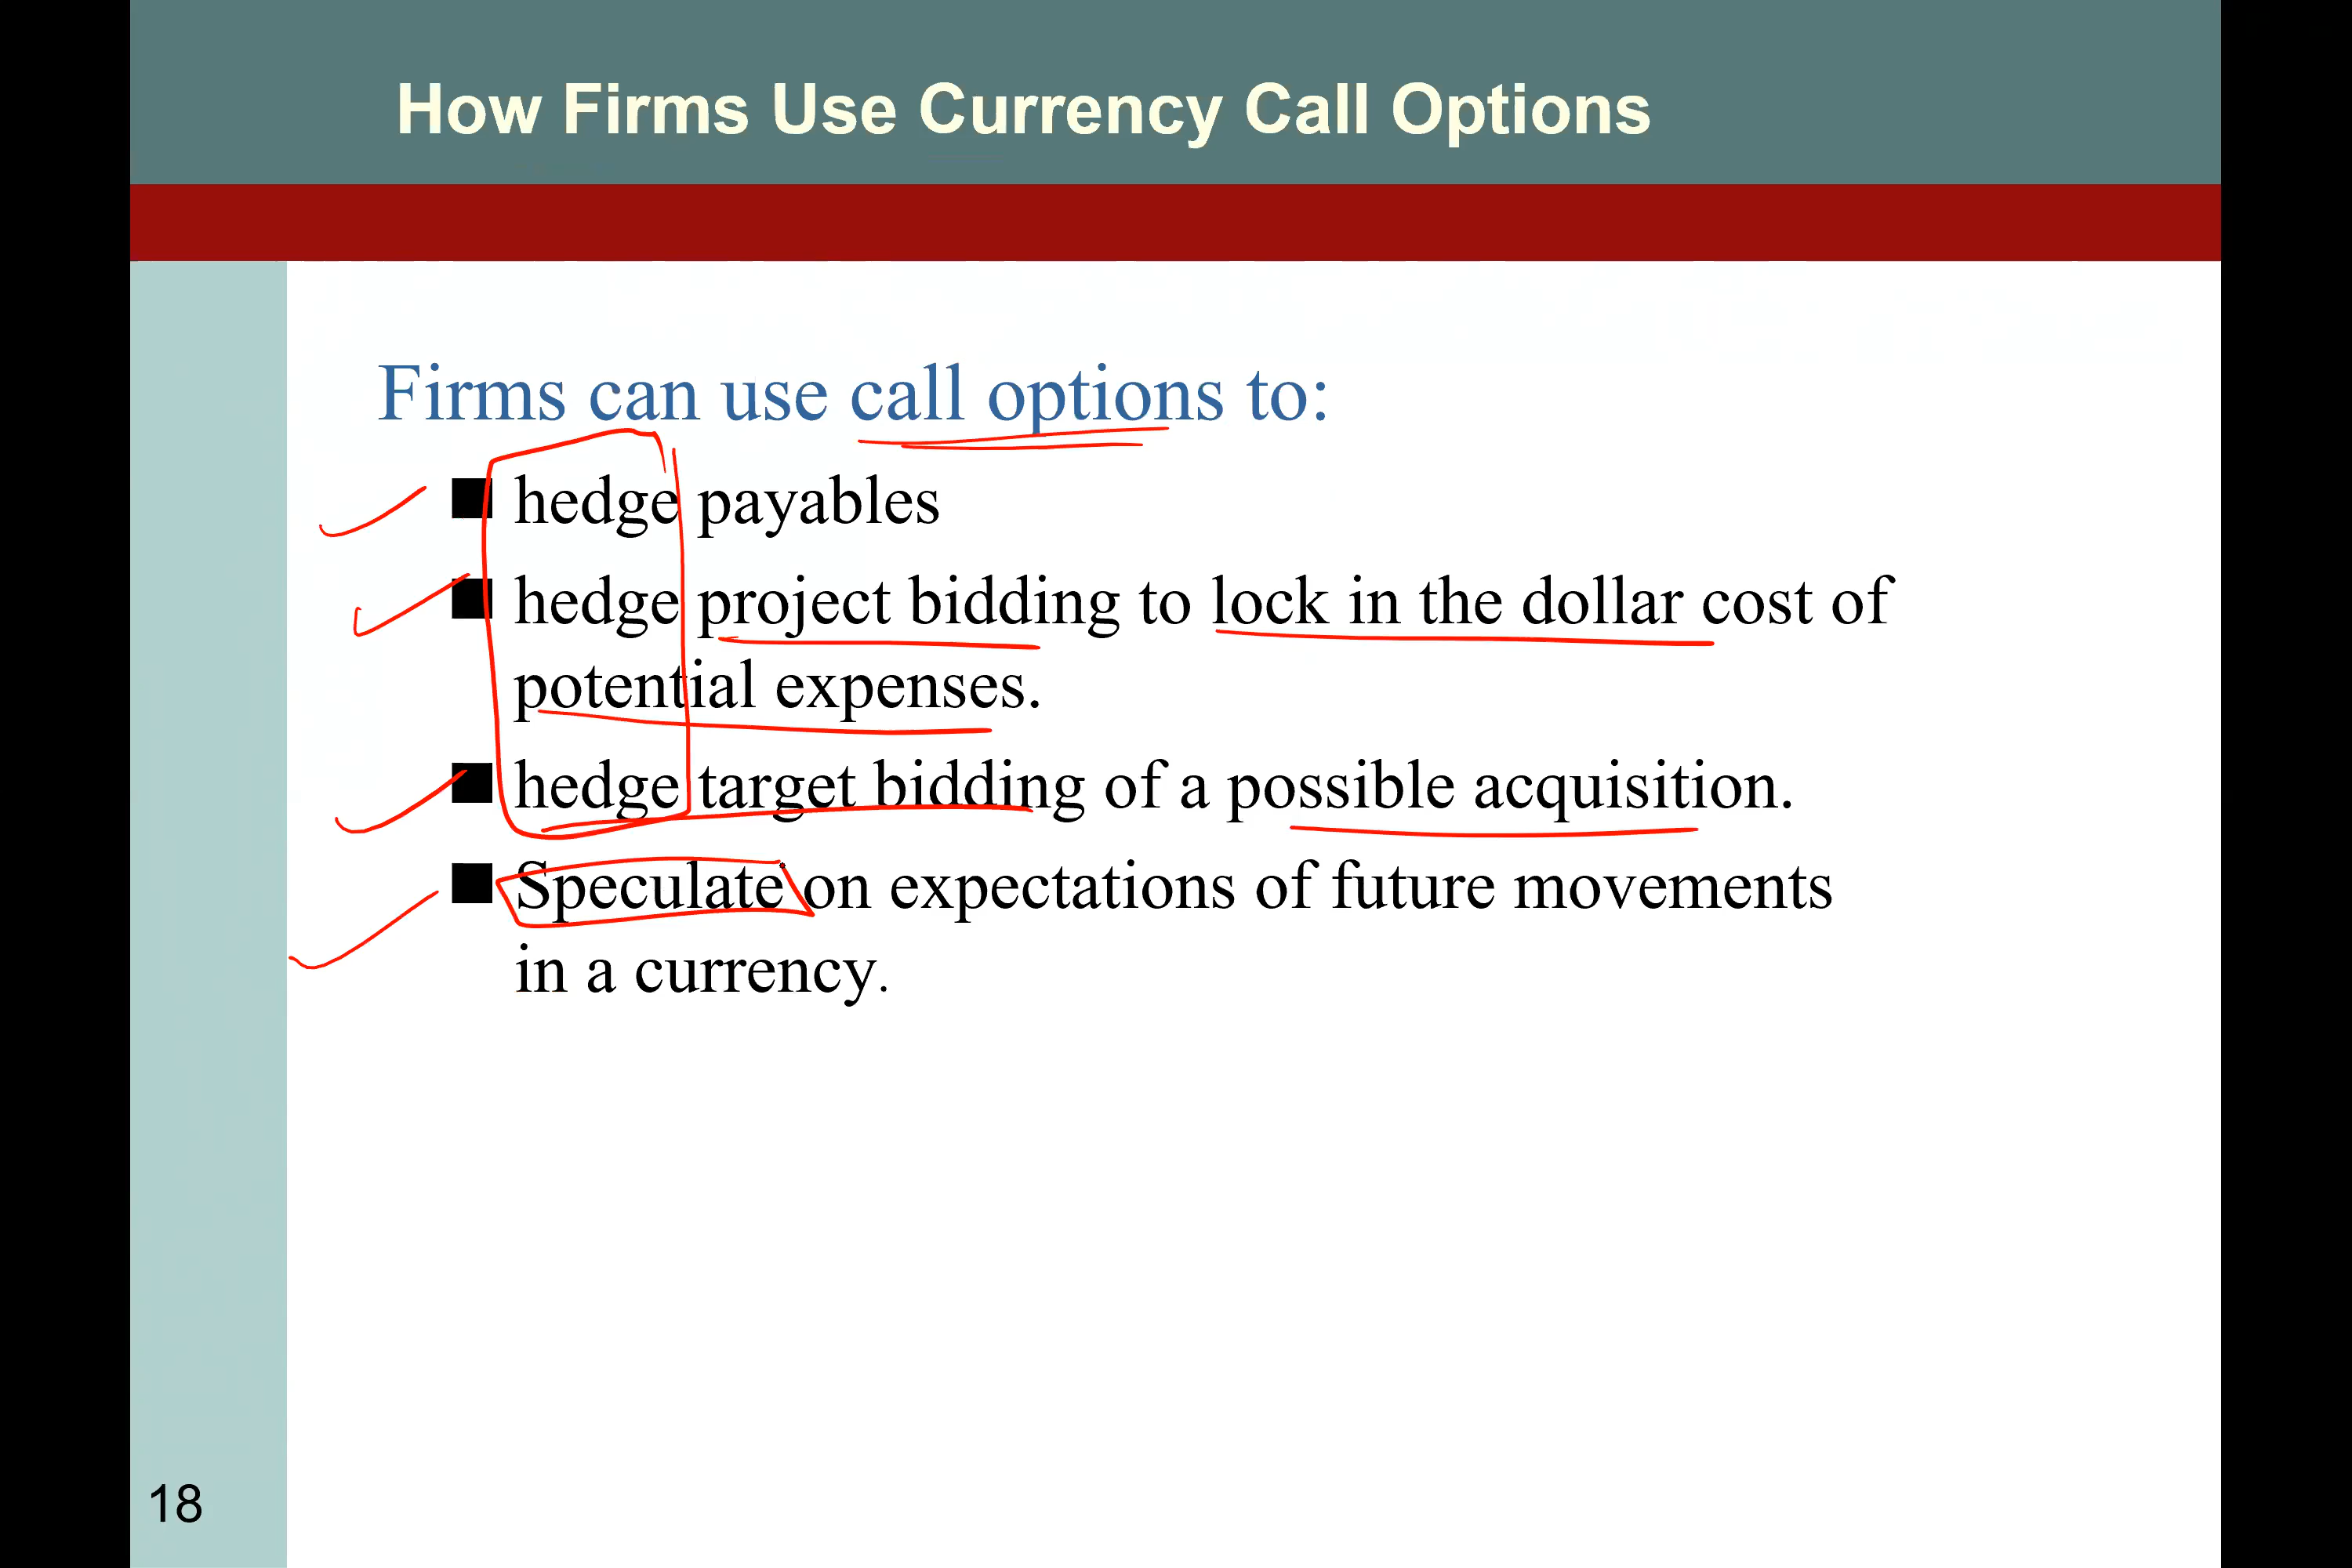 How Firms Use Currency Call Options
Firms can use call options to:
■ hedge payables
■ hedge project bidding to lock in the dollar cost of
potential expenses.
■ hedge target bidding of a possible acquisition.
■ Speculate on expectations of future movements
in a currency.
18